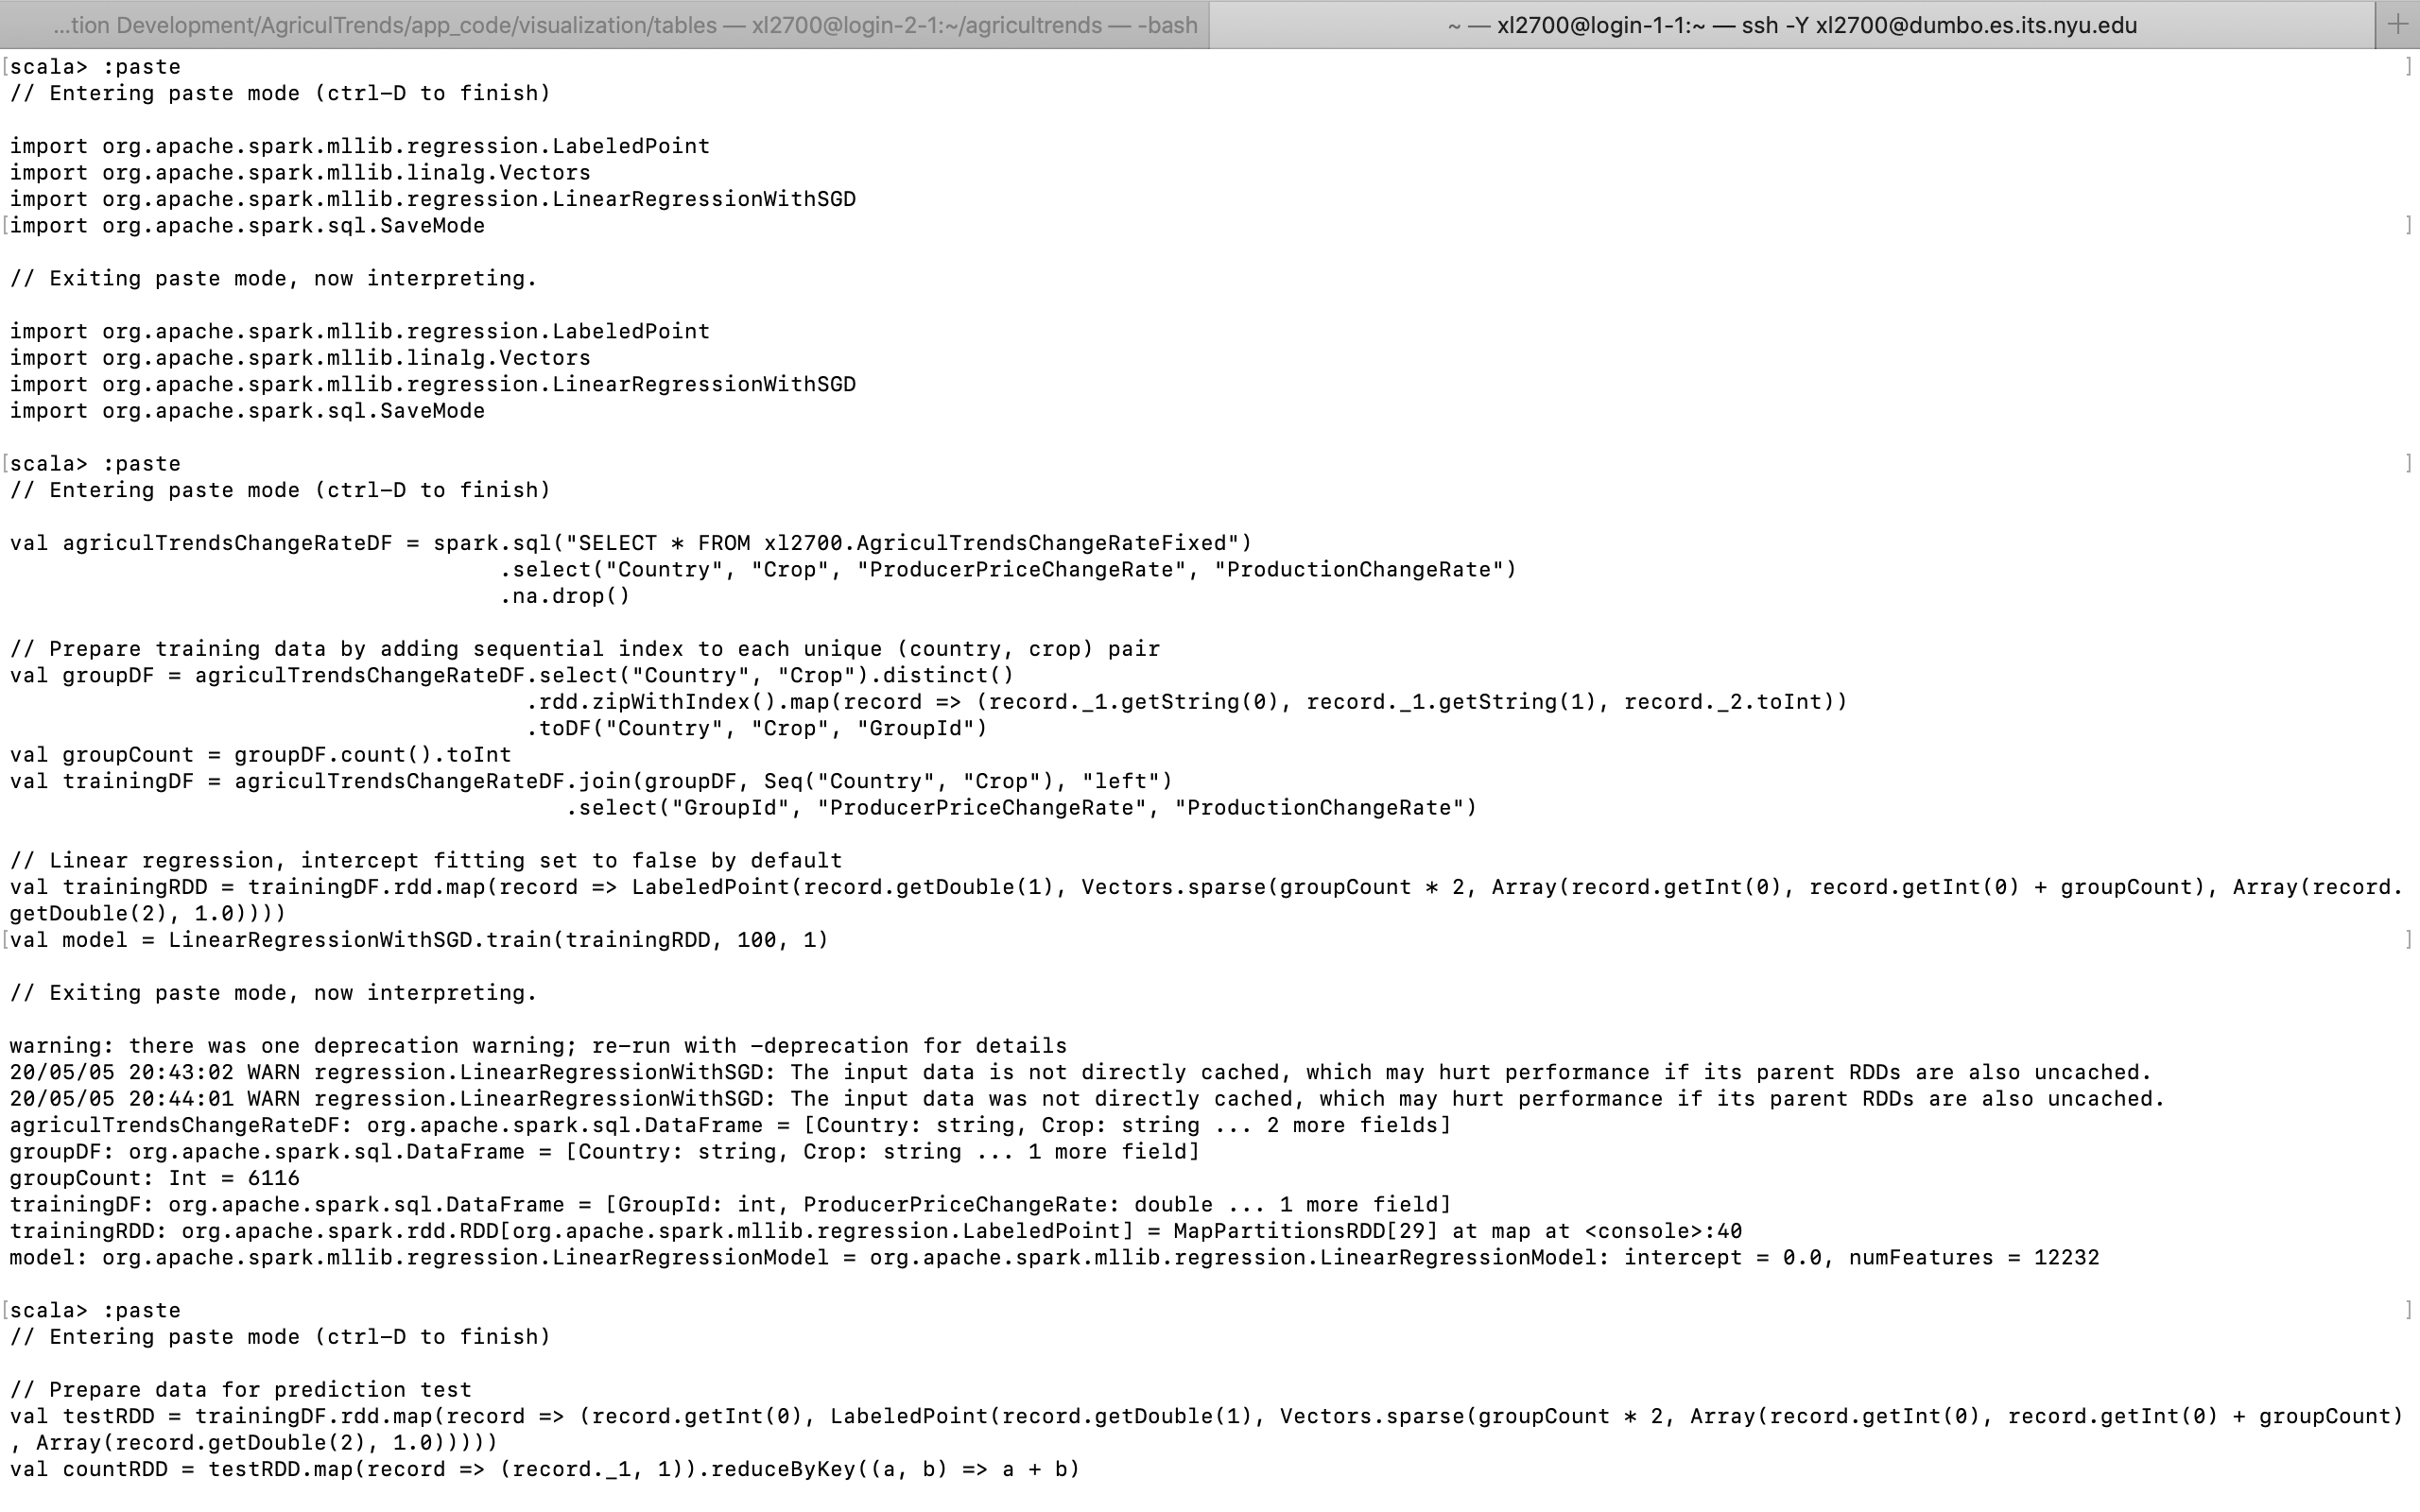 ...tion Development/AgriculTrends/app_code/visualization/tables — xl2700@login-2-1:~/agricultrends — -bash
~ — xl2700@login-1-1:~ — ssh -Y xl2700@dumbo.es.its.nyu.edu
+
[scala> :paste ]
// Entering paste mode (ctrl-D to finish)
import org.apache.spark.mllib.regression.LabeledPoint
import org.apache.spark.mllib.linalg.Vectors
import org.apache.spark.mllib.regression.LinearRegressionWithSGD
[import org.apache.spark.sql.SaveMode ]
// Exiting paste mode, now interpreting.
import org.apache.spark.mllib.regression.LabeledPoint
import org.apache.spark.mllib.linalg.Vectors
import org.apache.spark.mllib.regression.LinearRegressionWithSGD
import org.apache.spark.sql.SaveMode
[scala> :paste ]
// Entering paste mode (ctrl-D to finish)
val agriculTrendsChangeRateDF = spark.sql("SELECT * FROM xl2700.AgriculTrendsChangeRateFixed")
.select("Country", "Crop", "ProducerPriceChangeRate", "ProductionChangeRate")
.na.drop()
// Prepare training data by adding sequential index to each unique (country, crop) pair
val groupDF = agriculTrendsChangeRateDF.select("Country", "Crop").distinct()
.rdd.zipWithIndex().map(record => (record._1.getString(0), record._1.getString(1), record._2.toInt))
.toDF("Country", "Crop", "GroupId")
val groupCount = groupDF.count().toInt
val trainingDF = agriculTrendsChangeRateDF.join(groupDF, Seq("Country", "Crop"), "left")
.select("GroupId", "ProducerPriceChangeRate", "ProductionChangeRate")
// Linear regression, intercept fitting set to false by default
val trainingRDD = trainingDF.rdd.map(record => LabeledPoint(record.getDouble(1), Vectors.sparse(groupCount * 2, Array(record.getInt(0), record.getInt(0) + groupCount), Array(record.
getDouble(2), 1.0))))
[val model = LinearRegressionWithSGD.train(trainingRDD, 100, 1) ]
// Exiting paste mode, now interpreting.
warning: there was one deprecation warning; re-run with -deprecation for details
20/05/05 20:43:02 WARN regression.LinearRegressionWithSGD: The input data is not directly cached, which may hurt performance if its parent RDDs are also uncached.
20/05/05 20:44:01 WARN regression.LinearRegressionWithSGD: The input data was not directly cached, which may hurt performance if its parent RDDs are also uncached.
agriculTrendsChangeRateDF: org.apache.spark.sql.DataFrame = [Country: string, Crop: string ... 2 more fields]
groupDF: org.apache.spark.sql.DataFrame = [Country: string, Crop: string ... 1 more field]
groupCount: Int = 6116
trainingDF: org.apache.spark.sql.DataFrame = [GroupId: int, ProducerPriceChangeRate: double ... 1 more field]
trainingRDD: org.apache.spark.rdd.RDD[org.apache.spark.mllib.regression.LabeledPoint] = MapPartitionsRDD[29] at map at <console>:40
model: org.apache.spark.mllib.regression.LinearRegressionModel = org.apache.spark.mllib.regression.LinearRegressionModel: intercept = 0.0, numFeatures = 12232
[scala> :paste ]
// Entering paste mode (ctrl-D to finish)
// Prepare data for prediction test
val testRDD = trainingDF.rdd.map(record => (record.getInt(0), LabeledPoint(record.getDouble(1), Vectors.sparse(groupCount * 2, Array(record.getInt(0), record.getInt(0) + groupCount)
, Array(record.getDouble(2), 1.0)))))
val countRDD = testRDD.map(record => (record._1, 1)).reduceByKey((a, b) => a + b)